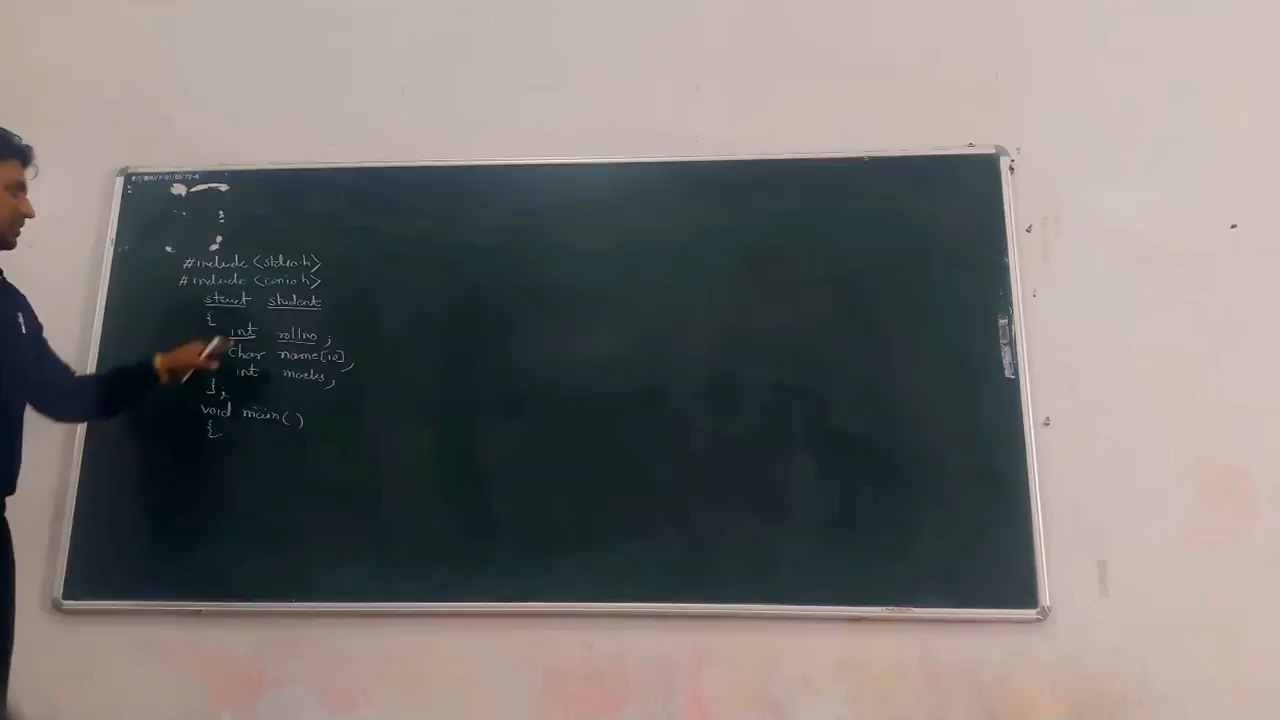 #include <stdio.h>
#include <conio.h>
struct student
{
int rollno;
char name[10],
int marks,
};
void main()
{